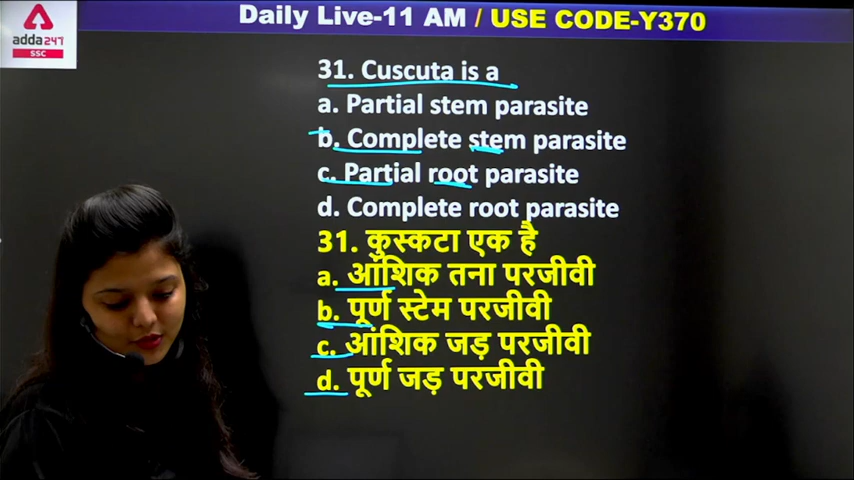 Daily Live-11 AM / USE CODE-Y370
adda247
SSC
31. Cuscuta is a
a. Partial stem parasite
b. Complete stem parasite
c. Partial root parasite
d. Complete root parasite
31. कुस्कटा एक है
a. आंशिक तना परजीवी
b. पूर्ण स्टेम परजीवी
c. आंशिक जड़ परजीवी
d. पूर्ण जड़ परजीवी